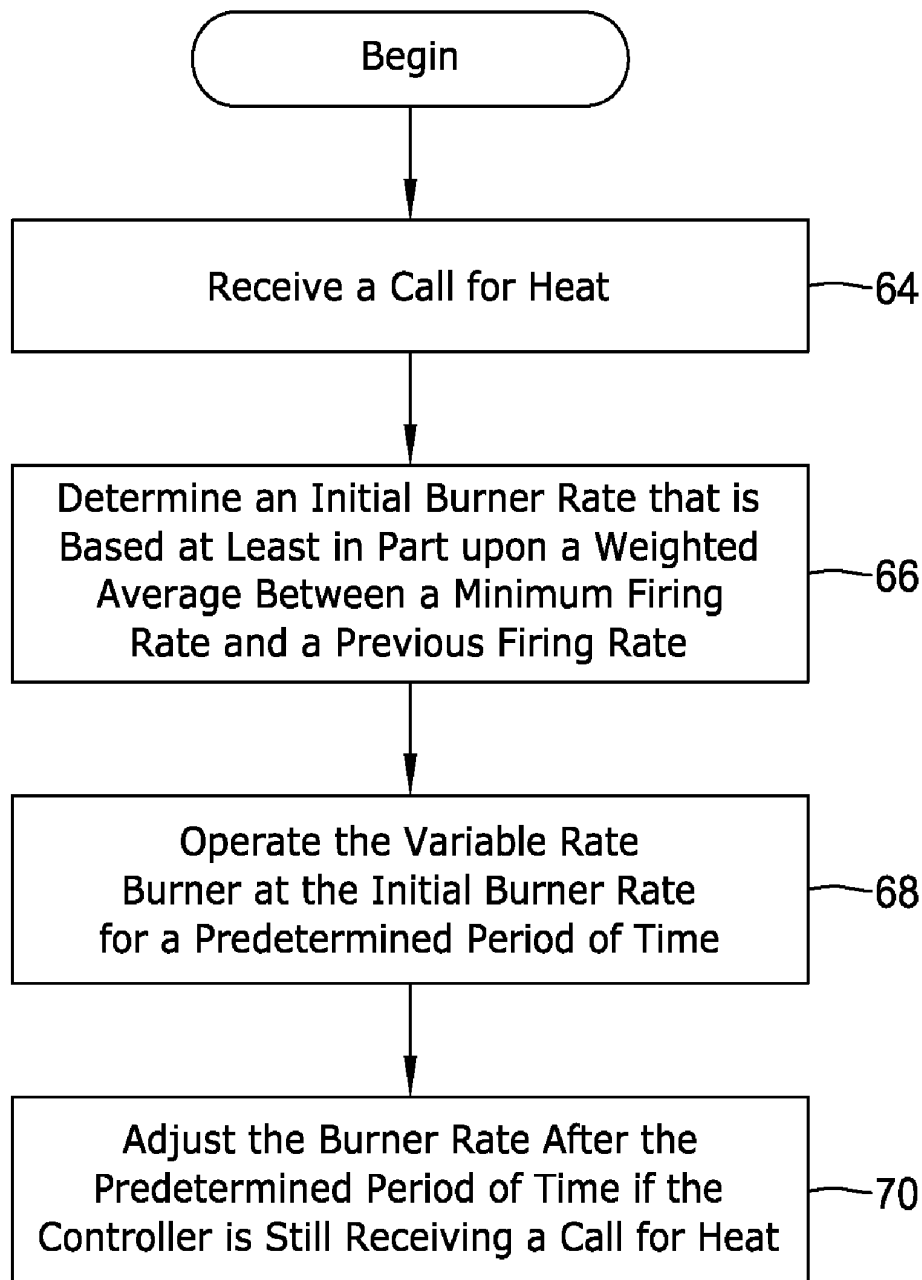 Begin
Receive a Call for Heat
64
Determine an Initial Burner Rate that is
Based at Least in Part upon a Weighted
Average Between a Minimum Firing
Rate and a Previous Firing Rate
66
Operate the Variable Rate
Burner at the Initial Burner Rate
for a Predetermined Period of Time
68
Adjust the Burner Rate After the
Predetermined Period of Time if the
Controller is Still Receiving a Call for Heat
70